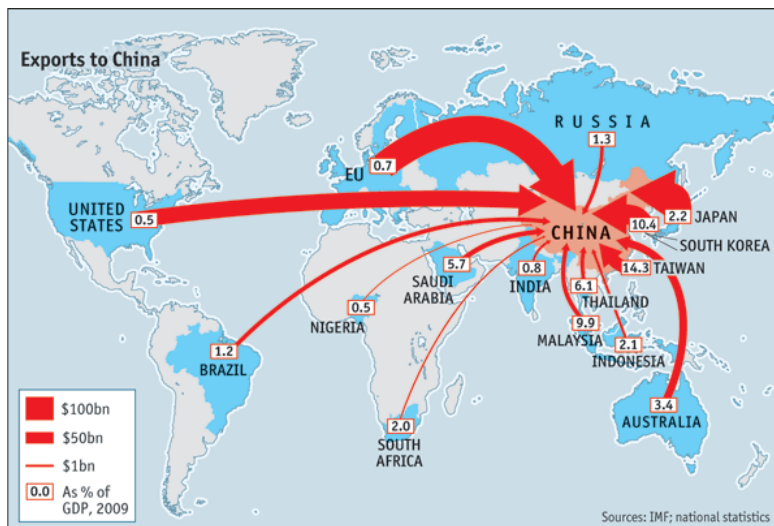 Exports to China
RUSSIA
1.3
EU
0.7
UNITED
STATES
0.5
2.2
JAPAN
10.4
SOUTH KOREA
CHINA
14.3
TAIWAN
5.7
SAUDI
ARABIA
0.8
INDIA
6.1
THAILAND
0.5
NIGERIA
9.9
MALAYSIA
2.1
INDONESIA
1.2
BRAZIL
3.4
AUSTRALIA
2.0
SOUTH
AFRICA
$100bn
$50bn
$1bn
0.0 As % of
GDP, 2009
Sources: IMF; national statistics